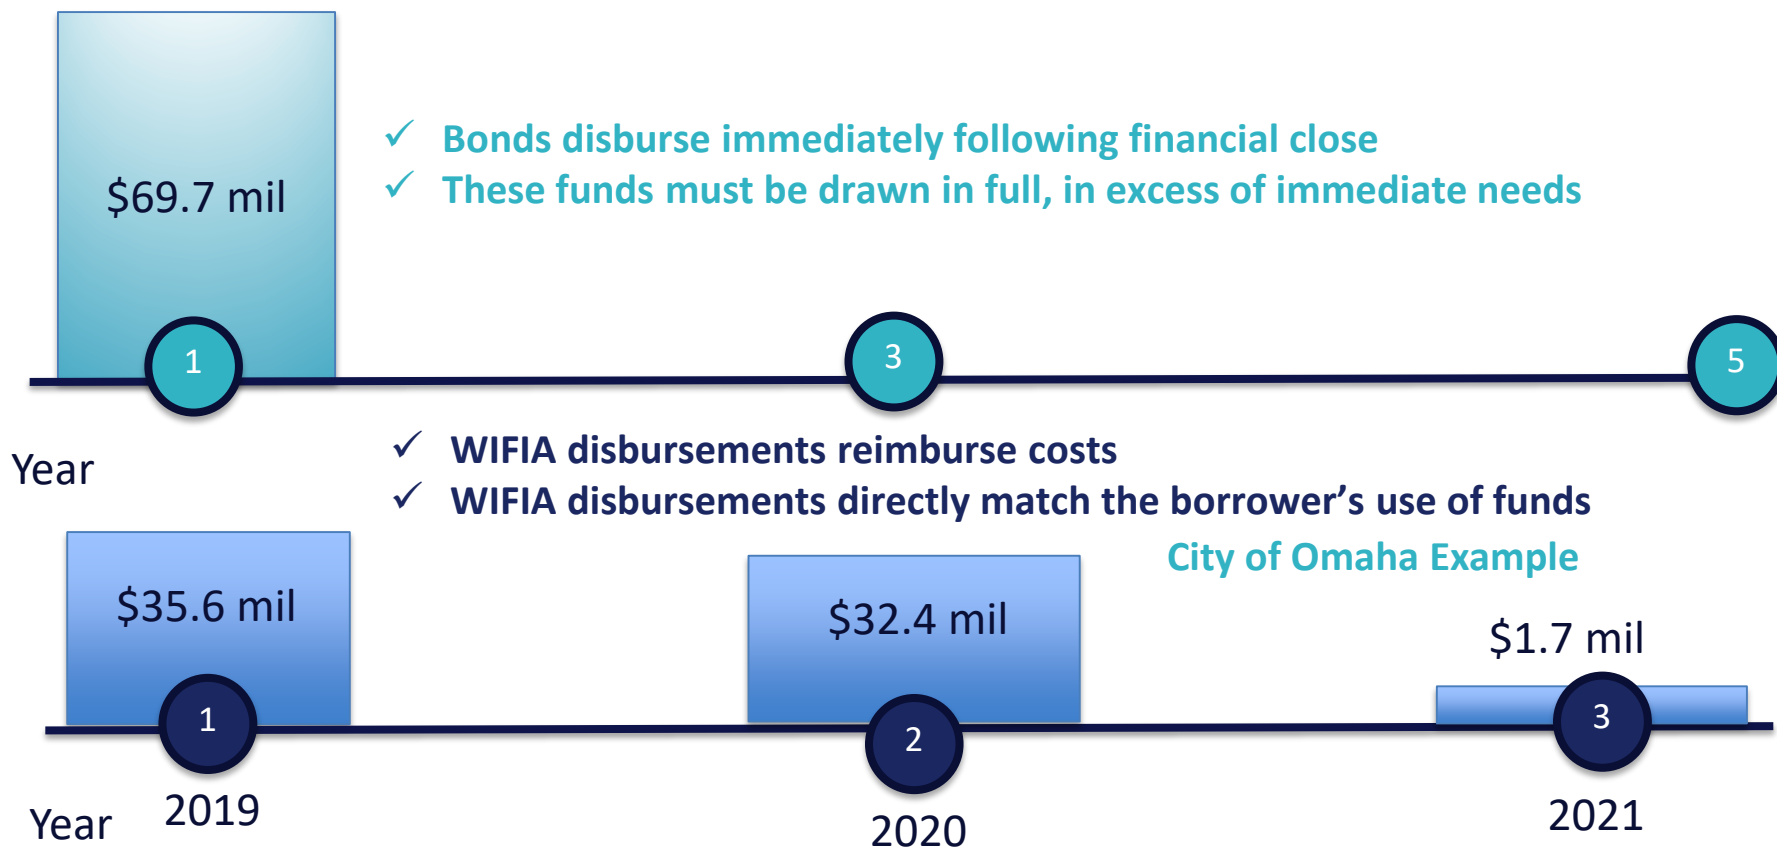 $69.7 mil
✓ Bonds disburse immediately following financial close
✓ These funds must be drawn in full, in excess of immediate needs
1
3
5
Year
✓ WIFIA disbursements reimburse costs
✓ WIFIA disbursements directly match the borrower’s use of funds
City of Omaha Example
$35.6 mil
$32.4 mil
$1.7 mil
1
2
3
Year
2019
2020
2021